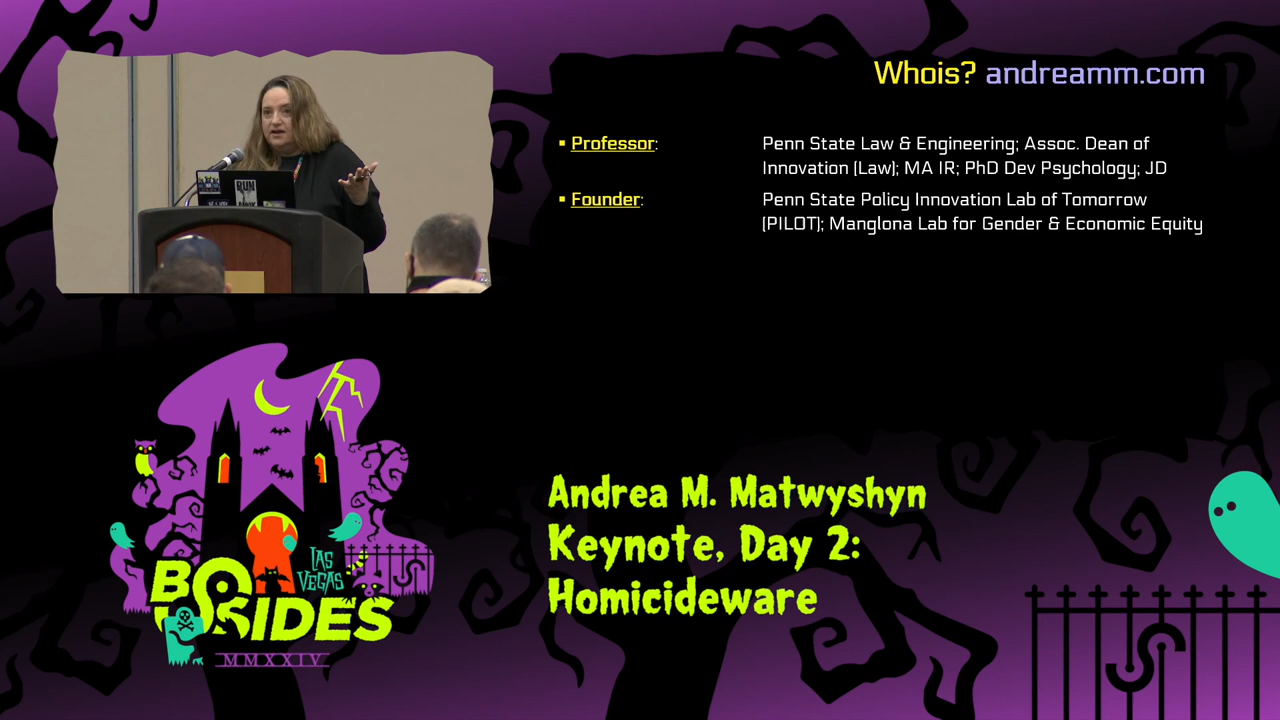 Whois? andreamm.com
▪ Professor: Penn State Law & Engineering; Assoc. Dean of
Innovation (Law); MA IR; PhD Dev Psychology; JD
▪ Founder: Penn State Policy Innovation Lab of Tomorrow
(PILOT); Manglona Lab for Gender & Economic Equity
RUN
LAS
VEGAS
BSIDES
MMXXIV
Andrea M. Matwyshyn
Keynote, Day 2:
Homicideware